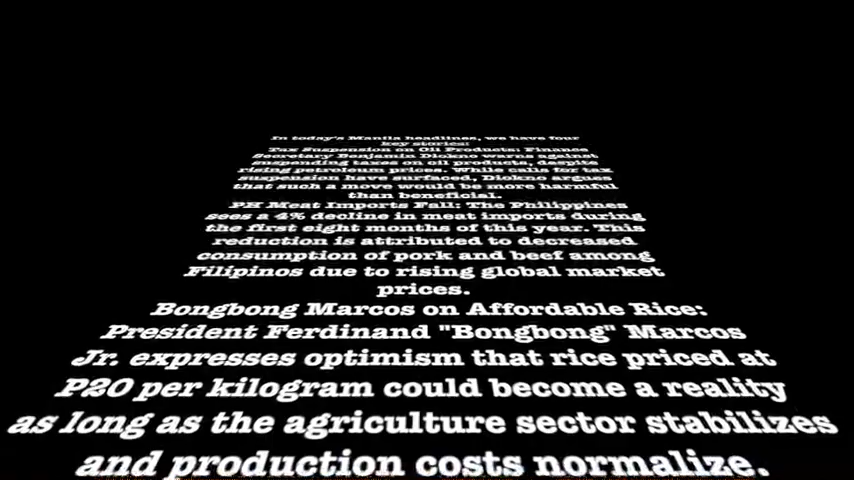 In today's Manila headlines, we have four
key stories:
Tax Suspension on Oil Products: Finance
Secretary Benjamin Diokno warns against
suspending taxes on oil products, despite
rising petroleum prices. While calls for tax
suspension have surfaced, Diokno argues
that such a move would be more harmful
than beneficial.
PH Meat Imports Fall: The Philippines
sees a 4% decline in meat imports during
the first eight months of this year. This
reduction is attributed to decreased
consumption of pork and beef among
Filipinos due to rising global market
prices.
Bongbong Marcos on Affordable Rice:
President Ferdinand "Bongbong" Marcos
Jr. expresses optimism that rice priced at
P20 per kilogram could become a reality
as long as the agriculture sector stabilizes
and production costs normalize.